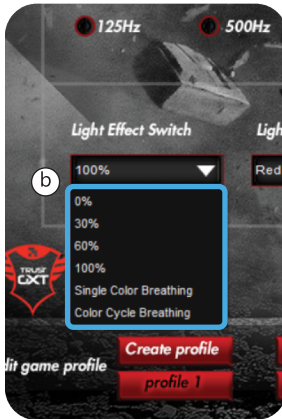 125Hz 500Hz
Light Effect Switch Ligh
100% Red
b
0%
30%
60%
100%
Single Color Breathing
Color Cycle Breathing
TRUST
GXT
Create profile
dit game profile
profile 1